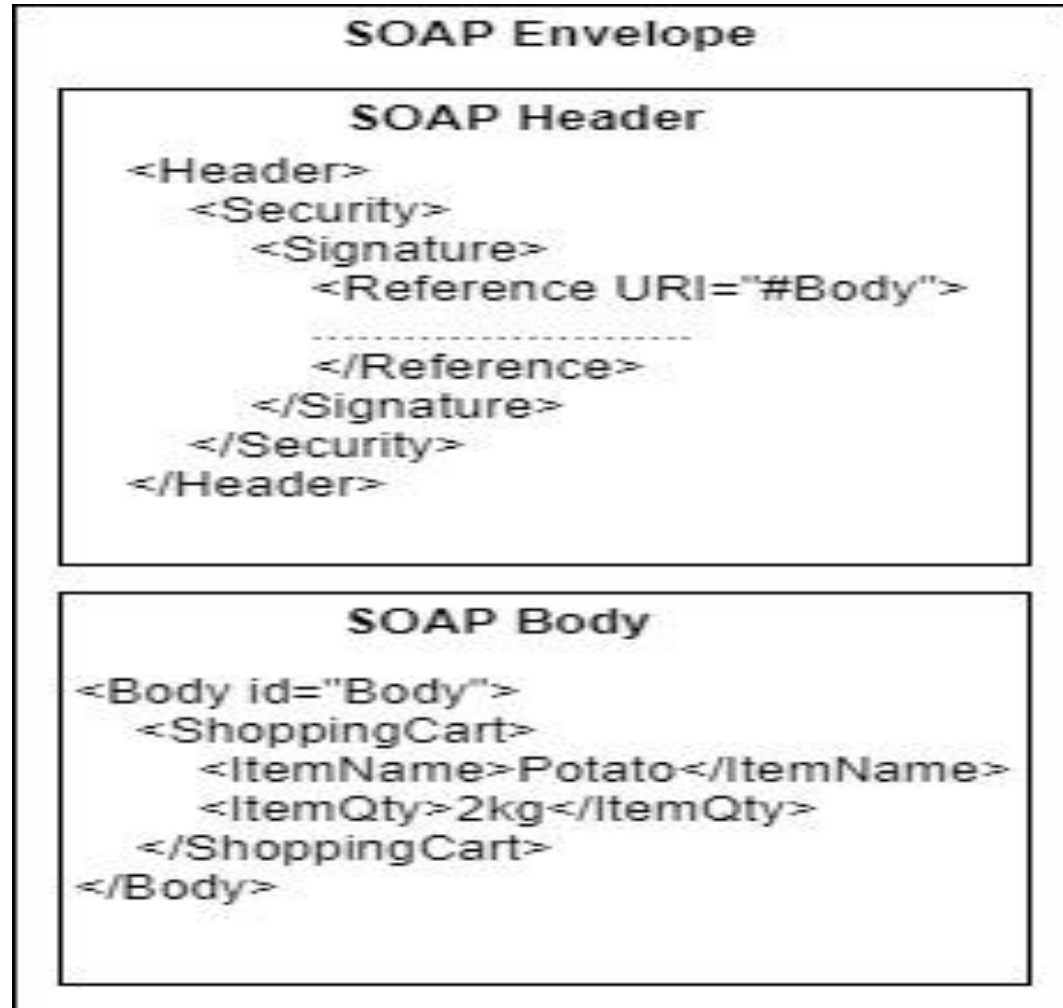 SOAP Envelope
SOAP Header
<Header>
<Security>
<Signature>
<Reference URI="#Body">
............................
</Reference>
</Signature>
</Security>
</Header>
SOAP Body
<Body id="Body">
<ShoppingCart>
<ItemName>Potato</ItemName>
<ItemQty>2kg</ItemQty>
</ShoppingCart>
</Body>